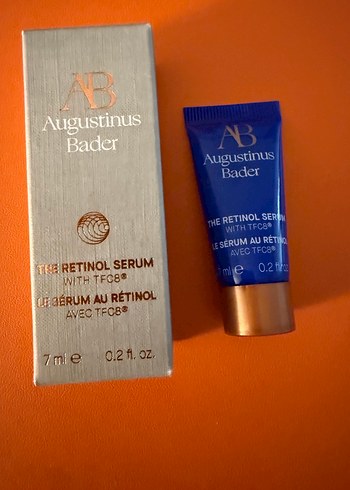 AB
Augustinus
Bader
THE RETINOL SERUM
WITH TFC8®
LE SÉRUM AU RÉTINOL
AVEC TFC8®
7 ml ℮ 0.2 fl. oz.
AB
Augustinus
Bader
THE RETINOL SERUM
WITH TFC8®
LE SÉRUM AU RÉTINOL
AVEC TFC8®
7 ml ℮ 0.2 fl. oz.